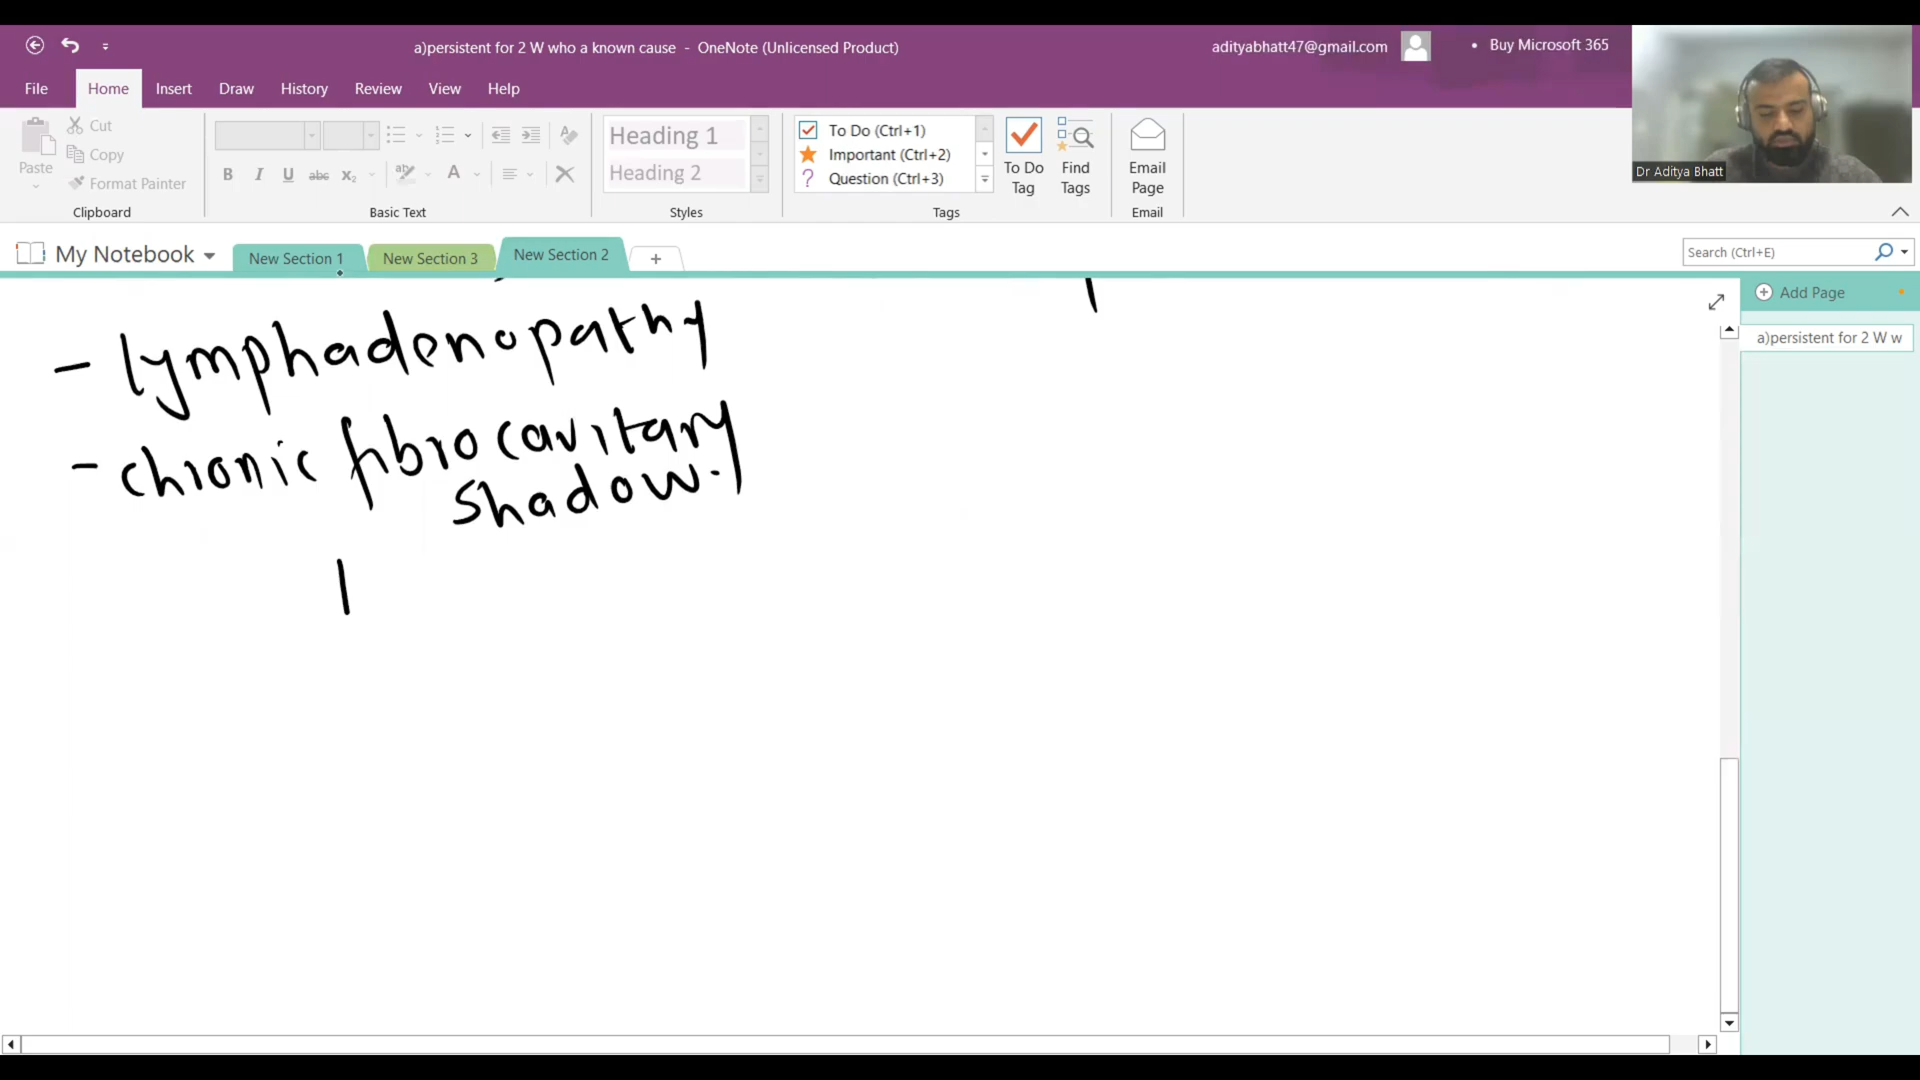 a)persistent for 2 W who a known cause - OneNote (Unlicensed Product)
adityabhatt47@gmail.com
Buy Microsoft 365
File Home Insert Draw History Review View Help
Dr Aditya Bhatt
Paste
Cut
Copy
Format Painter
Clipboard
B I U abc x₂ ab A
Basic Text
Heading 1
Heading 2
Styles
To Do (Ctrl+1)
Important (Ctrl+2)
Question (Ctrl+3)
To Do
Tag
Find
Tags
Tags
Email
Page
Email
My Notebook
New Section 1
New Section 3
New Section 2
Search (Ctrl+E)
Add Page
a)persistent for 2 W w
- lymphadenopathy
- chronic fibrocavitary
shadow.